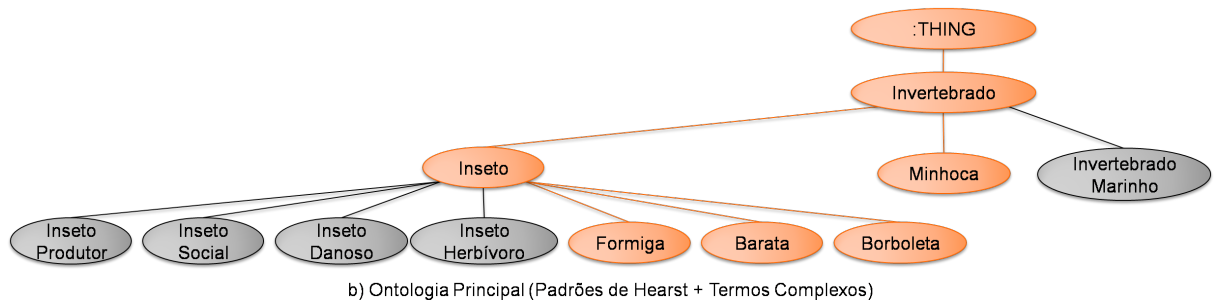 :THING
Invertebrado
Inseto
Minhoca
Invertebrado
Marinho
Inseto
Produtor
Inseto
Social
Inseto
Danoso
Inseto
Herbívoro
Formiga
Barata
Borboleta
b) Ontologia Principal (Padrões de Hearst + Termos Complexos)